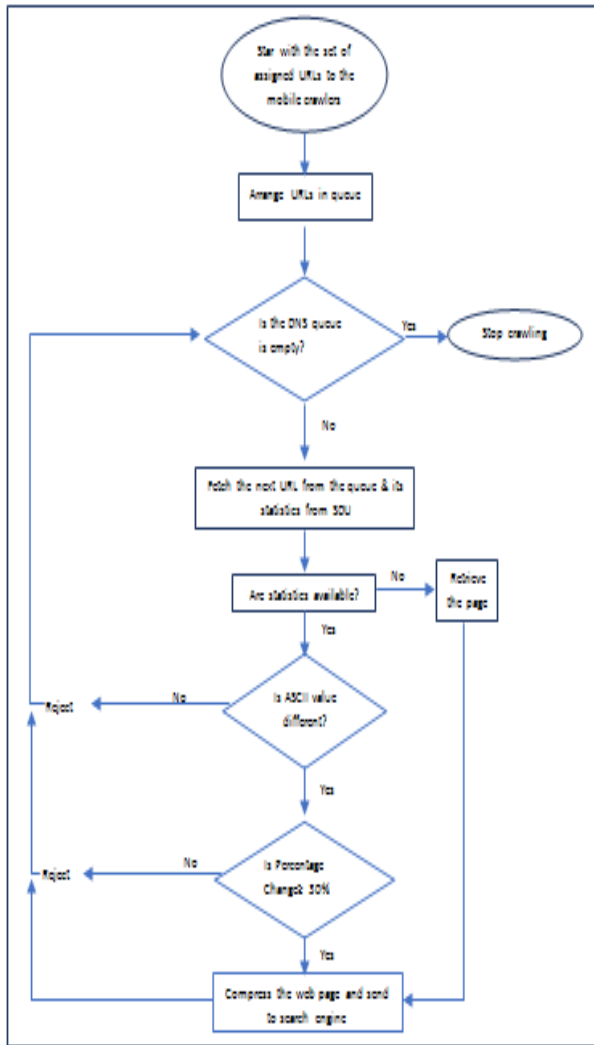 Star with the set of
assigned URLs to the
mobile crawlers
Arrange URLs in queue
Is the DNS queue
is empty?
Yes
Stop crawling
No
Fetch the next URL from the queue & its
statistics from SDU
Are statistics available?
No
Retrieve
the page
Yes
Is ASCII value
different?
No
Reject
Yes
Is Percentage
Change≥ 30%
No
Reject
Yes
Compress the web page and send
to search engine